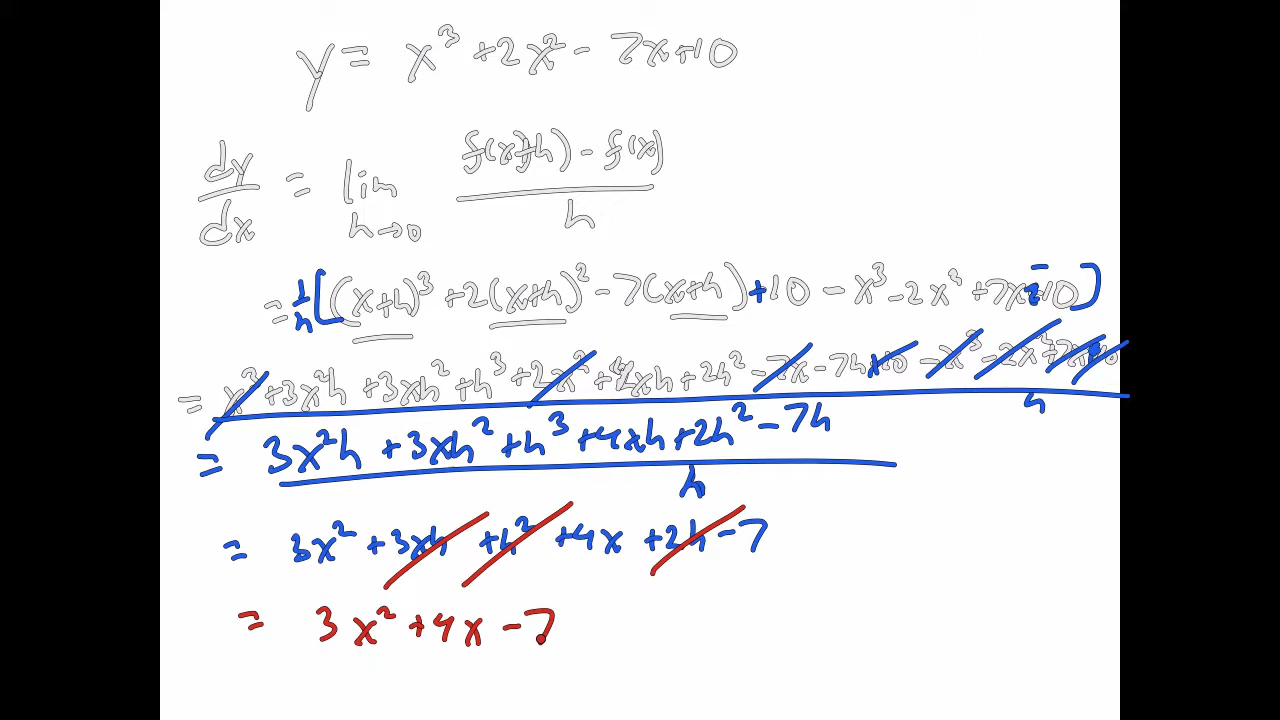 y = x³ + 2x² - 7x + 10
dy/dx = lim h→0 f(x+h) - f(x) / h
= 1/h [(x+h)³ + 2(x+h)² - 7(x+h) + 10 - x³ - 2x² + 7x - 10]
= x³ + 3x²h + 3xh² + h³ + 2x² + 4xh + 2h² - 7x - 7h + 10 - x³ - 2x² + 7x - 10 / h
= 3x²h + 3xh² + h³ + 4xh + 2h² - 7h / h
= 3x² + 3xh + h² + 4x + 2h - 7
= 3x² + 4x - 7